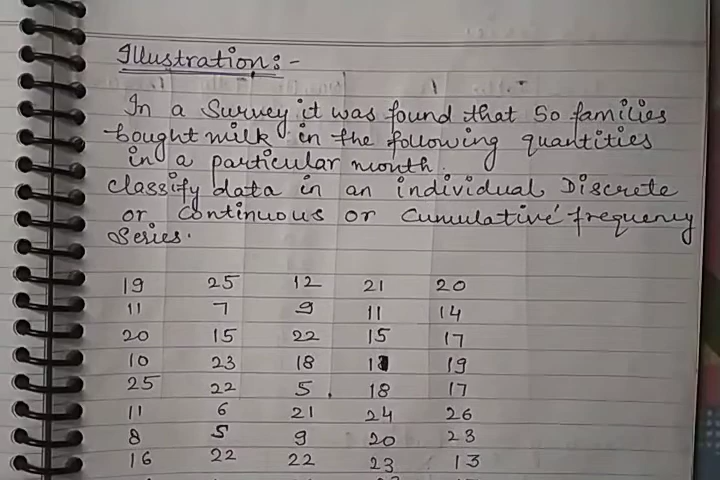 Illustration:-
In a Survey it was found that 50 families
bought milk in the following quantities
in a particular month.
Classify data in an individual Discrete
or Continuous or Cumulative frequency
Series.
19 25 12 21 20
11 7 9 11 14
20 15 22 15 17
10 23 18 19
25 22 5 18 17
11 6 21 24 26
8 5 9 20 23
16 22 22 23 13